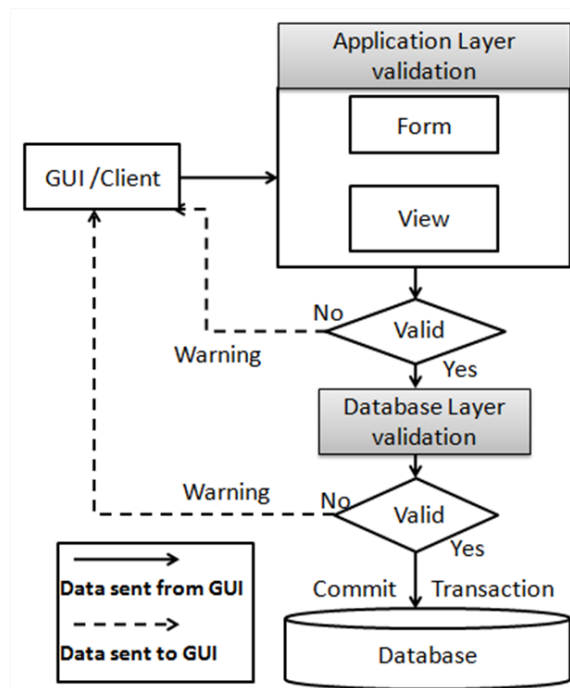 Application Layer
validation
Form
GUI /Client
View
No
Valid
Warning
Yes
Database Layer
validation
Warning
No
Valid
Yes
Commit Transaction
Data sent from GUI
Data sent to GUI
Database